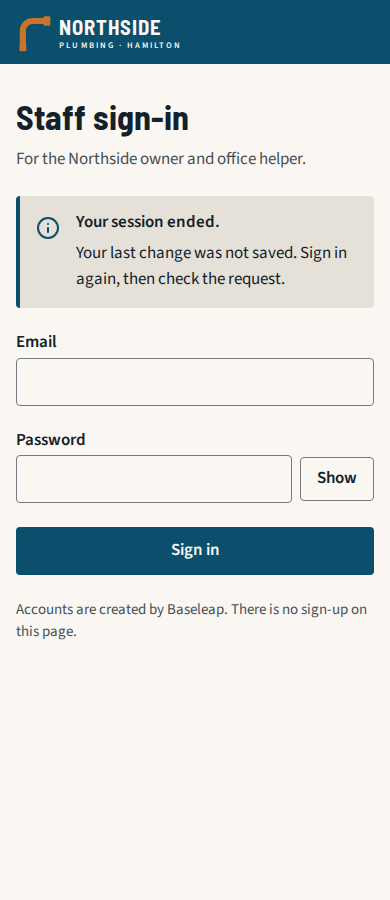 NORTHSIDE
PLUMBING · HAMILTON
Staff sign-in
For the Northside owner and office helper.
Your session ended.
Your last change was not saved. Sign in
again, then check the request.
Email
Password
Show
Sign in
Accounts are created by Baseleap. There is no sign-up on
this page.